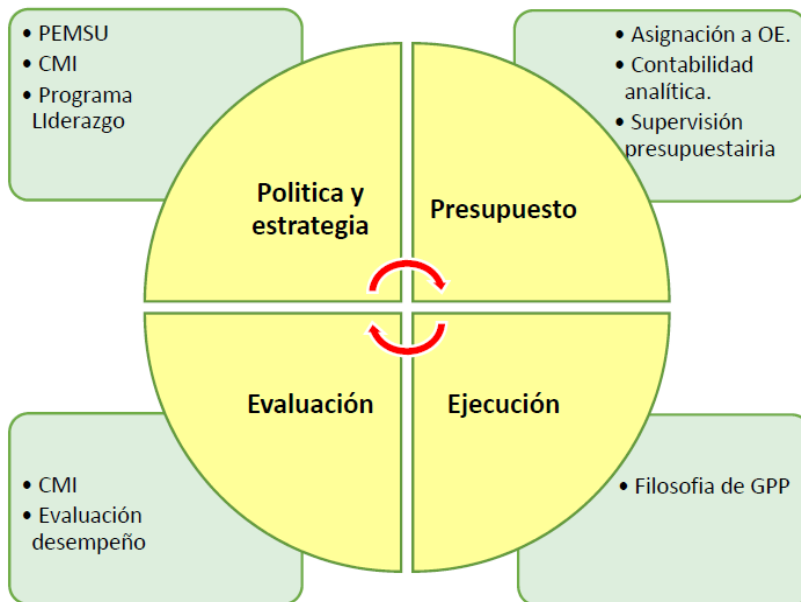 • PEMSU
• CMI
• Programa
LIderazgo
• Asignación a OE.
• Contabilidad
analítica.
• Supervisión
presupuestairia
Politica y
estrategia
Presupuesto
Evaluación
Ejecución
• CMI
• Evaluación
desempeño
• Filosofia de GPP